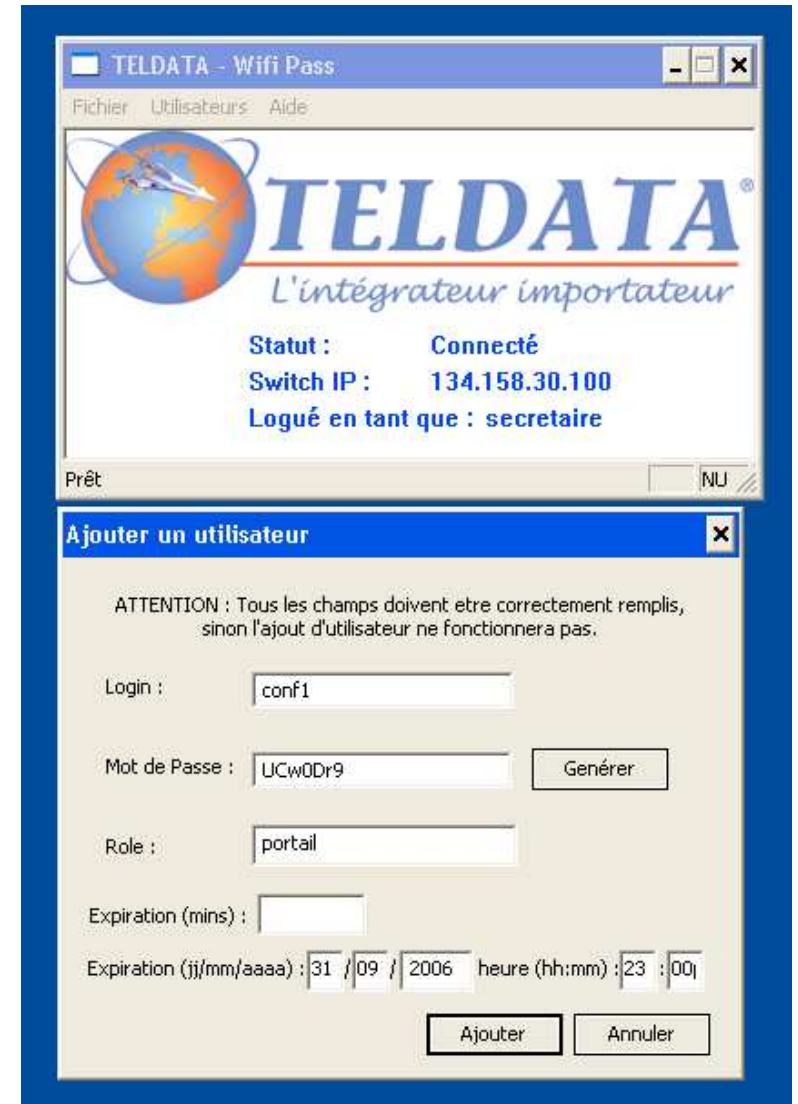 TELDATA - Wifi Pass
Fichier Utilisateurs Aide
TELDATA®
L'intégrateur importateur
Statut : Connecté
Switch IP : 134.158.30.100
Logué en tant que : secretaire
Prêt NU
Ajouter un utilisateur
ATTENTION : Tous les champs doivent etre correctement remplis,
sinon l'ajout d'utilisateur ne fonctionnera pas.
Login : conf1
Mot de Passe : UCw0Dr9 Genérer
Role : portail
Expiration (mins) :
Expiration (jj/mm/aaaa) : 31 / 09 / 2006 heure (hh:mm) : 23 : 00
Ajouter Annuler